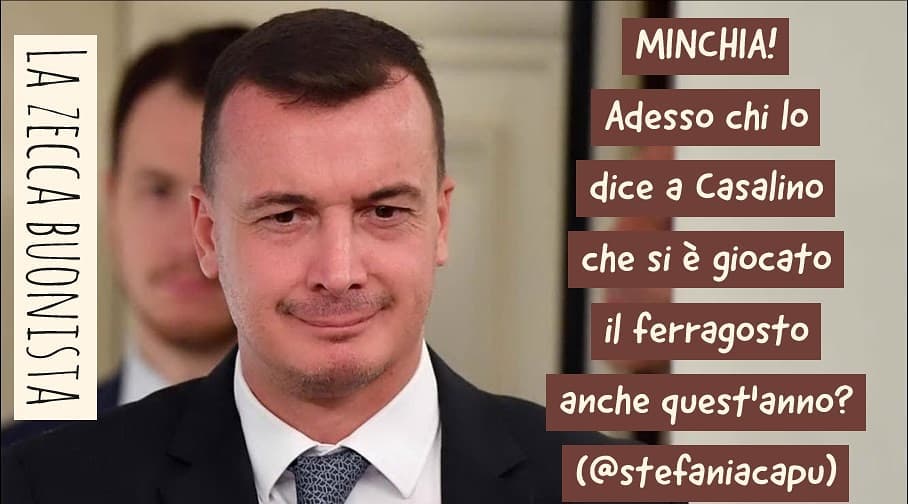 LA ZECCA BUONISTA
MINCHIA!
Adesso chi lo
dice a Casalino
che si è giocato
il ferragosto
anche quest'anno?
(@stefaniacapu)